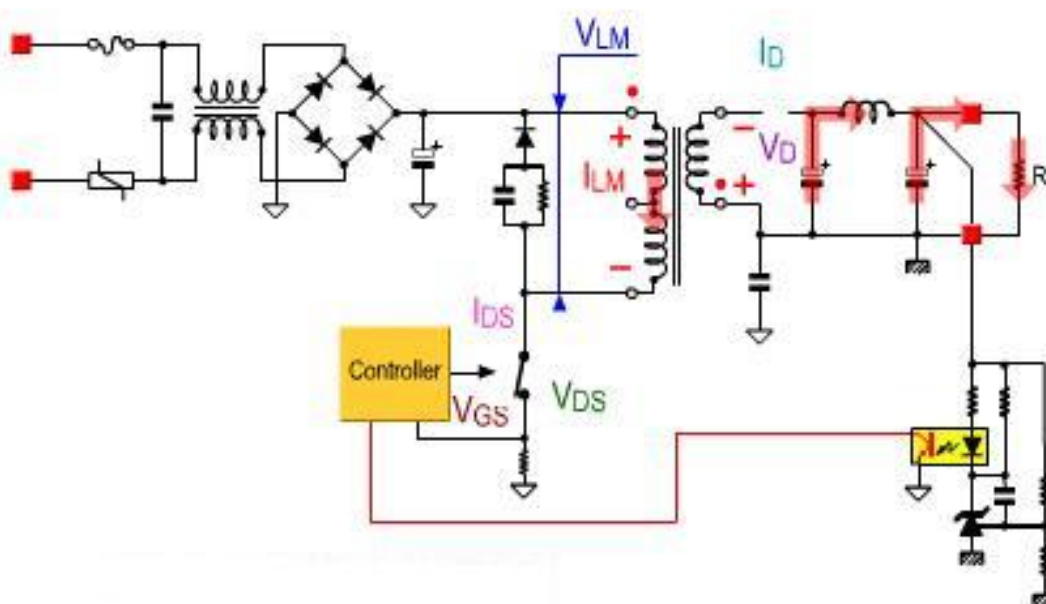 VLM
ID
+
-
VD
+
+
+
ILM
+
R
-
IDS
Controller
VGS
VDS